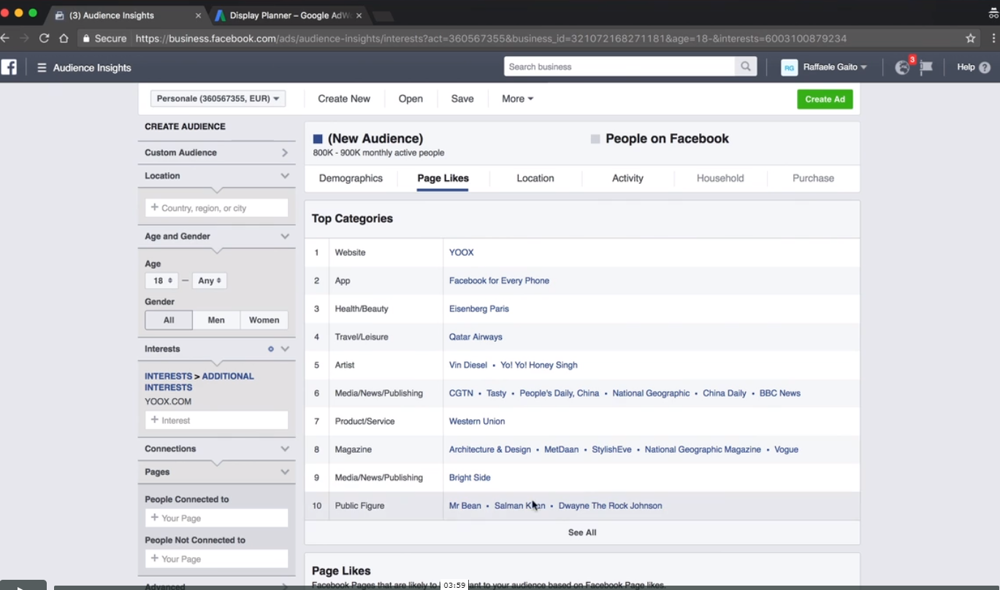 (3) Audience Insights
Display Planner – Google AdW
Secure https://business.facebook.com/ads/audience-insights/interests?act=360567355&business_id=321072168271181&age=18-&interests=6003100879234
Audience Insights
Search business
RG Raffaele Gaito
3
Help ?
Personale (360567355, EUR)
Create New
Open
Save
More
Create Ad
CREATE AUDIENCE
Custom Audience
Location
+ Country, region, or city
Age and Gender
Age
18 – Any
Gender
All Men Women
Interests
INTERESTS > ADDITIONAL
INTERESTS
YOOX.COM
+ Interest
Connections
Pages
People Connected to
+ Your Page
People Not Connected to
+ Your Page
Advanced
(New Audience)
800K - 900K monthly active people
People on Facebook
Demographics Page Likes Location Activity Household Purchase
Top Categories
1 Website YOOX
2 App Facebook for Every Phone
3 Health/Beauty Eisenberg Paris
4 Travel/Leisure Qatar Airways
5 Artist Vin Diesel • Yo! Yo! Honey Singh
6 Media/News/Publishing CGTN • Tasty • People's Daily, China • National Geographic • China Daily • BBC News
7 Product/Service Western Union
8 Magazine Architecture & Design • MetDaan • StylishEve • National Geographic Magazine • Vogue
9 Media/News/Publishing Bright Side
10 Public Figure Mr Bean • Salman Khan • Dwayne The Rock Johnson
See All
Page Likes
Facebook Pages that are likely to ant to your audience based on Facebook Page likes.
03:59